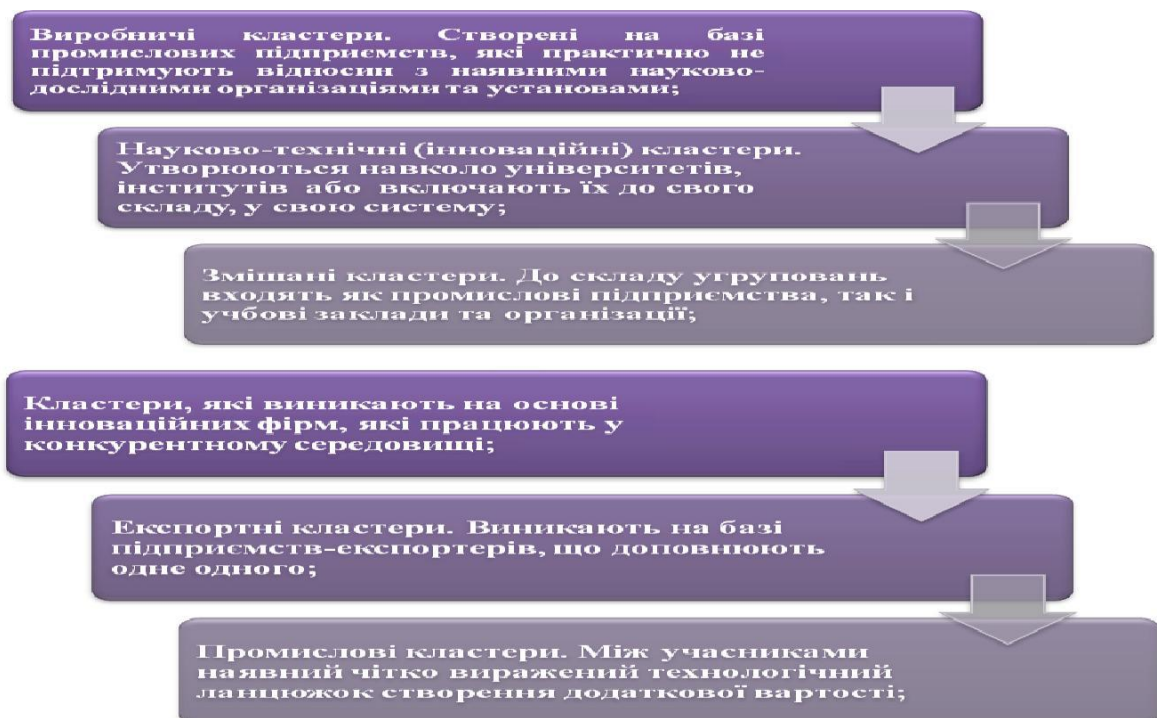 Виробничі кластери. Створені на базі
промислових підприємств, які практично не
підтримують відносин з наявними науково-
дослідними організаціями та установами;
Науково-технічні (інноваційні) кластери.
Утворюються навколо університетів,
інститутів або включають їх до свого
складу, у свою систему;
Змішані кластери. До складу угруповань
входять як промислові підприємства, так і
учбові заклади та організації;
Кластери, які виникають на основі
інноваційних фірм, які працюють у
конкурентному середовищі;
Експортні кластери. Виникають на базі
підприємств-експортерів, що доповнюють
одне одного;
Промислові кластери. Між учасниками
наявний чітко виражений технологічний
ланцюжок створення додаткової вартості;